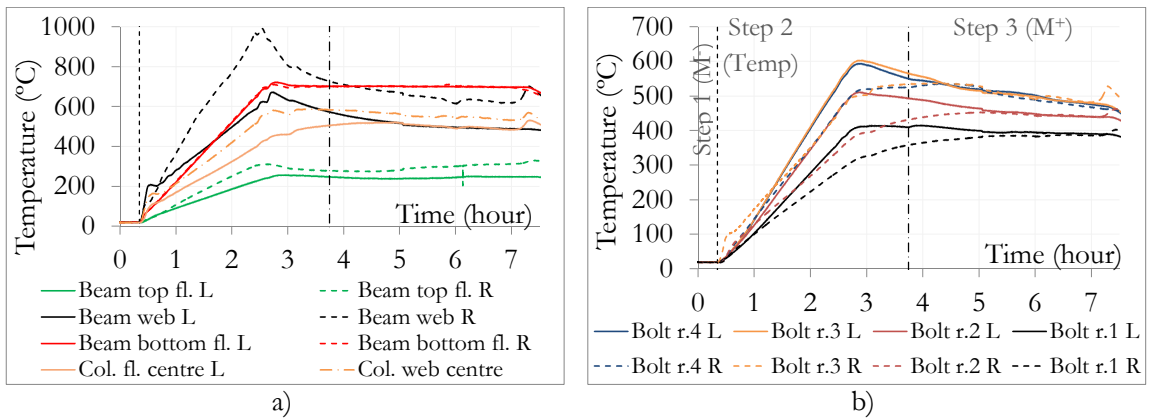 1000
800
600
400
200
0
Temperature (ºC)
0 1 2 3 4 5 6 7
Time (hour)
Beam top fl. L
Beam top fl. R
Beam web L
Beam web R
Beam bottom fl. L
Beam bottom fl. R
Col. fl. centre L
Col. web centre
a)
700
600
500
400
300
200
100
0
Temperature (ºC)
Step 1 (M-)
Step 2
(Temp)
Step 3 (M+)
0 1 2 3 4 5 6 7
Time (hour)
Bolt r.4 L Bolt r.3 L Bolt r.2 L Bolt r.1 L
Bolt r.4 R Bolt r.3 R Bolt r.2 R Bolt r.1 R
b)